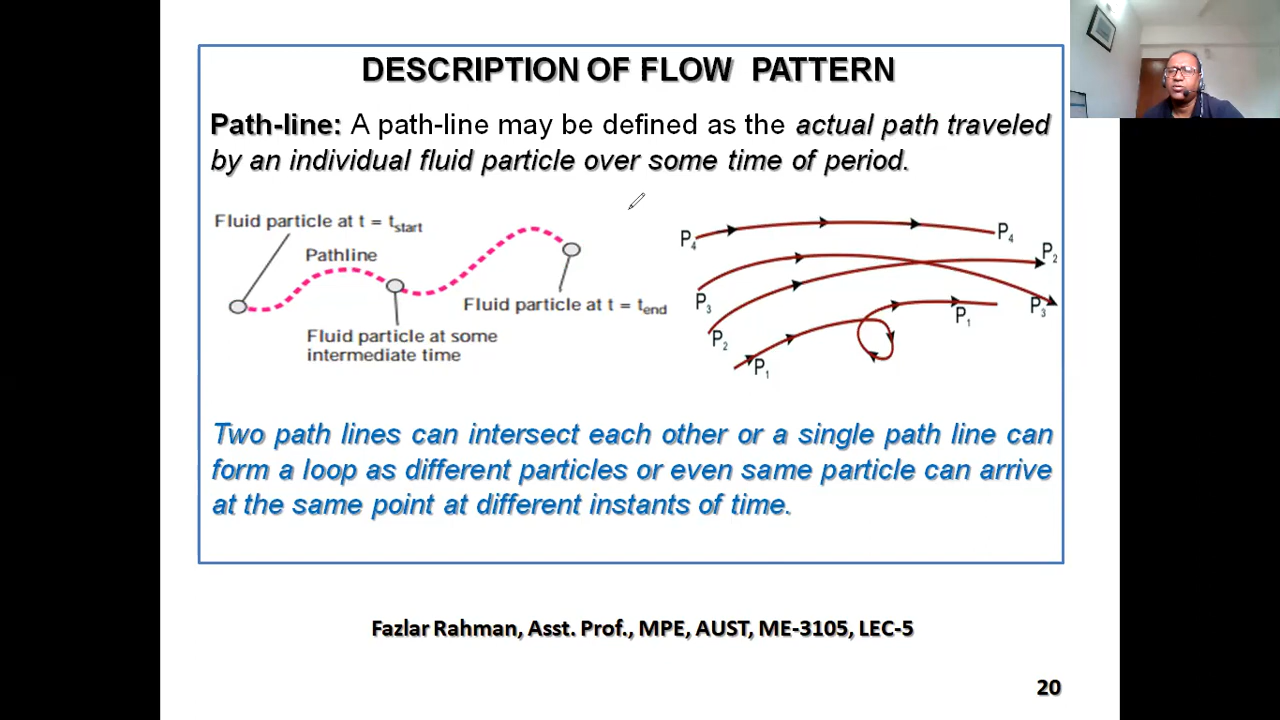 DESCRIPTION OF FLOW PATTERN
Path-line: A path-line may be defined as the actual path traveled
by an individual fluid particle over some time of period.
Fluid particle at t = tstart
Pathline
Fluid particle at t = tend
Fluid particle at some
intermediate time
P4
P4
P2
P3
P3
P2
P1
P1
Two path lines can intersect each other or a single path line can
form a loop as different particles or even same particle can arrive
at the same point at different instants of time.
Fazlar Rahman, Asst. Prof., MPE, AUST, ME-3105, LEC-5
20